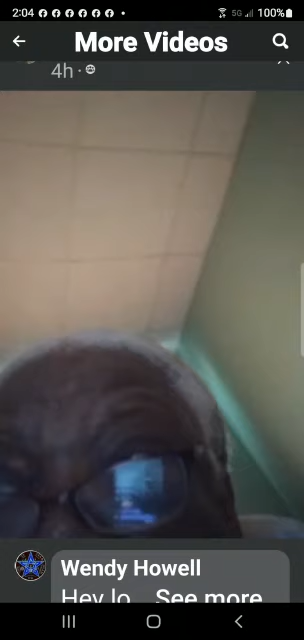 2:04 5G 100%
More Videos
4h ·
Wendy Howell
Hey lo... See more